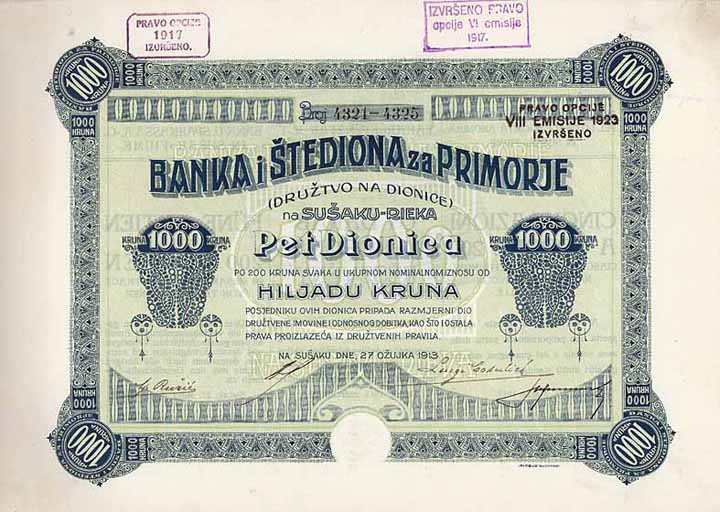 PRAVO OPCIJE
1917
IZVRŠENO.
IZVRŠENO PRAVO
opcije VI emisije
1917.
1000
1000
1000 KRUNA
1000 KRUNA
Broj 4321-4325
PRAVO OPCIJE
VIII EMISIJE 1923
IZVRŠENO
BANKA i ŠTEDIONA za PRIMORJE
(DRUŽTVO NA DIONICE)
na SUŠAKU-RIEKA
Pet Dionica
KRUNA 1000 KRUNA
KRUNA 1000 KRUNA
PO 200 KRUNA SVAKA U UKUPNOM NOMINALNOM IZNOSU OD
HILJADU KRUNA
POSJEDNIKU OVIH DIONICA PRIPADA RAZMJERNI DIO
DRUŽTVENE IMOVINE I ODNOSNOG DOBITKA, KAO ŠTO I OSTALA
PRAVA PROIZLAZEĆA IZ DRUŽTVENIH PRAVILA.
NA SUŠAKU DNE, 27 OŽUJKA 1913.
1000 KRUNA
1000 KRUNA
1000
1000